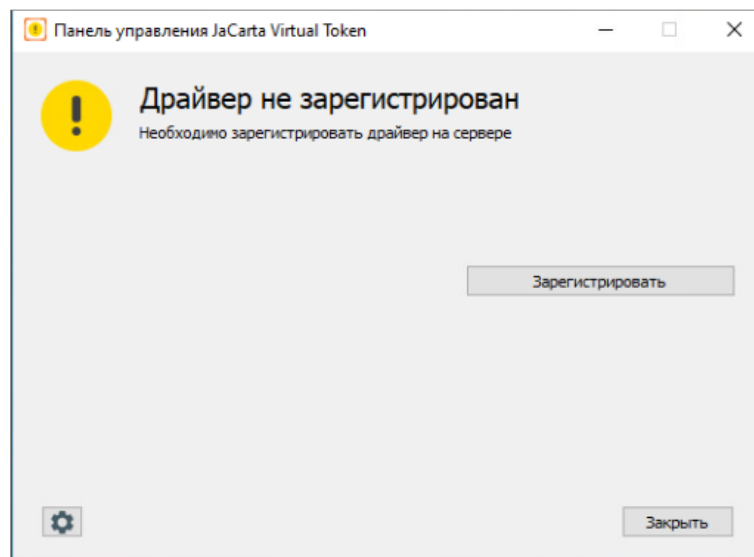 Панель управления JaCarta Virtual Token
Драйвер не зарегистрирован
Необходимо зарегистрировать драйвер на сервере
Зарегистрировать
Закрыть